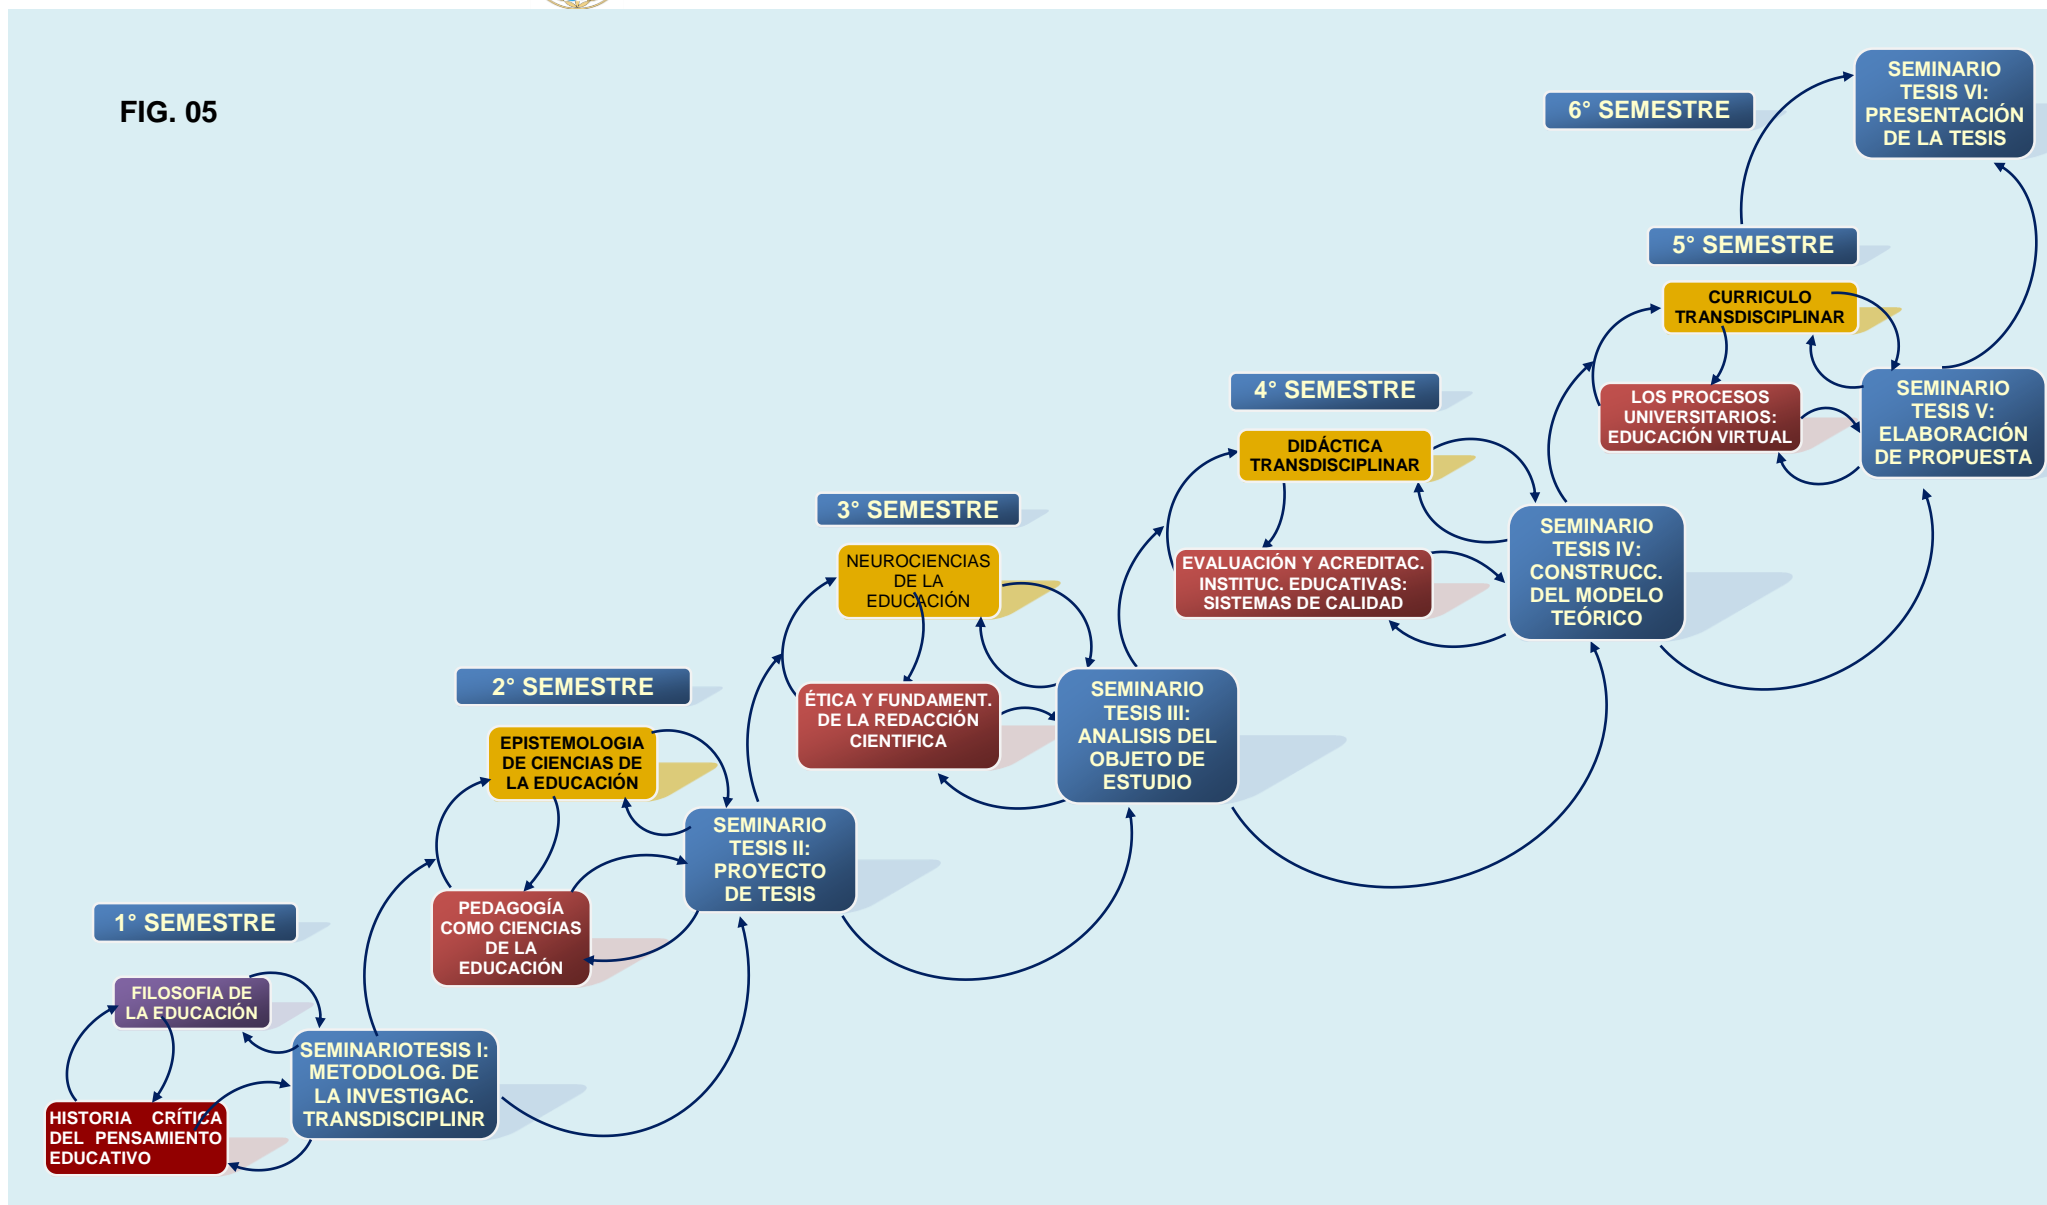 FIG. 05
6° SEMESTRE
SEMINARIO
TESIS VI:
PRESENTACIÓN
DE LA TESIS
5° SEMESTRE
CURRICULO
TRANSDISCIPLINAR
LOS PROCESOS
UNIVERSITARIOS:
EDUCACIÓN VIRTUAL
SEMINARIO
TESIS V:
ELABORACIÓN
DE PROPUESTA
4° SEMESTRE
DIDÁCTICA
TRANSDISCIPLINAR
EVALUACIÓN Y ACREDITAC.
INSTITUC. EDUCATIVAS:
SISTEMAS DE CALIDAD
SEMINARIO
TESIS IV:
CONSTRUCC.
DEL MODELO
TEÓRICO
3° SEMESTRE
NEUROCIENCIAS
DE LA
EDUCACIÓN
ÉTICA Y FUNDAMENT.
DE LA REDACCIÓN
CIENTIFICA
SEMINARIO
TESIS III:
ANALISIS DEL
OBJETO DE
ESTUDIO
2° SEMESTRE
EPISTEMOLOGIA
DE CIENCIAS DE
LA EDUCACIÓN
PEDAGOGÍA
COMO CIENCIAS
DE LA
EDUCACIÓN
SEMINARIO
TESIS II:
PROYECTO
DE TESIS
1° SEMESTRE
FILOSOFIA DE
LA EDUCACIÓN
HISTORIA CRÍTICA
DEL PENSAMIENTO
EDUCATIVO
SEMINARIOTESIS I:
METODOLOG. DE
LA INVESTIGAC.
TRANSDISCIPLINR